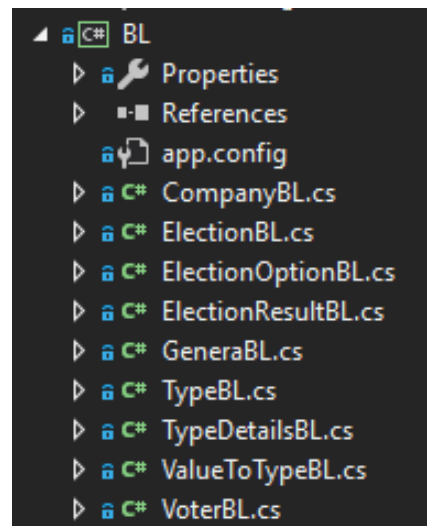 C# BL
Properties
References
app.config
C# CompanyBL.cs
C# ElectionBL.cs
C# ElectionOptionBL.cs
C# ElectionResultBL.cs
C# GeneraBL.cs
C# TypeBL.cs
C# TypeDetailsBL.cs
C# ValueToTypeBL.cs
C# VoterBL.cs